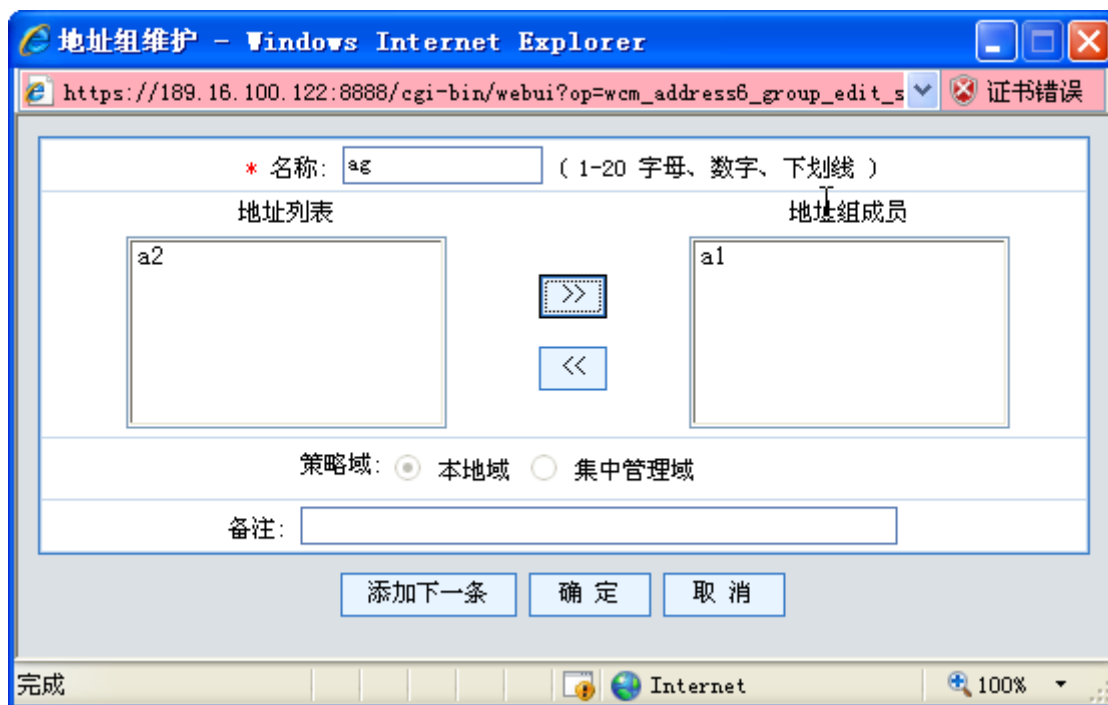 地址组维护 - Windows Internet Explorer
https://189.16.100.122:8888/cgi-bin/webui?op=wcm_address6_group_edit_s 证书错误
* 名称: ag ( 1-20 字母、数字、下划线 )
地址列表 地址组成员
a2 a1
>>
<<
策略域: 本地域 集中管理域
备注:
添加下一条 确 定 取 消
完成 Internet 100%